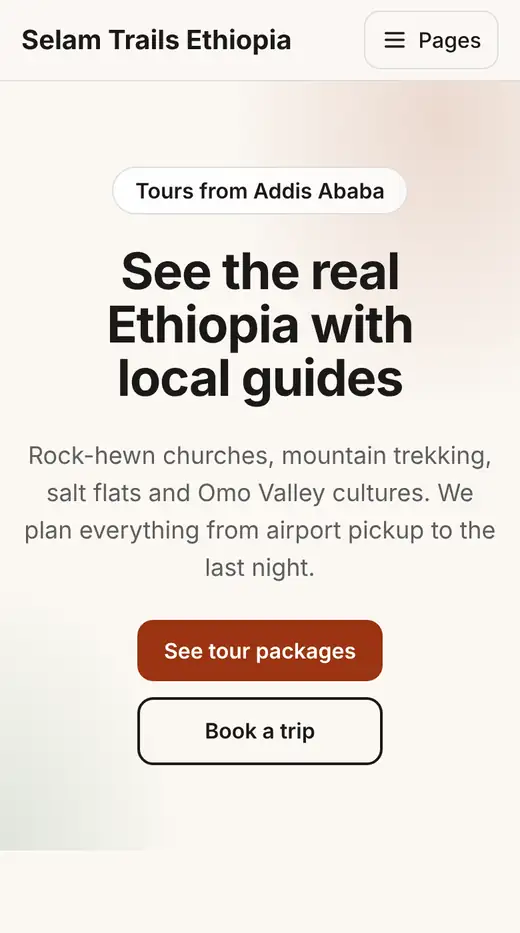 Selam Trails Ethiopia
Pages
Tours from Addis Ababa
See the real
Ethiopia with
local guides
Rock-hewn churches, mountain trekking,
salt flats and Omo Valley cultures. We
plan everything from airport pickup to the
last night.
See tour packages
Book a trip